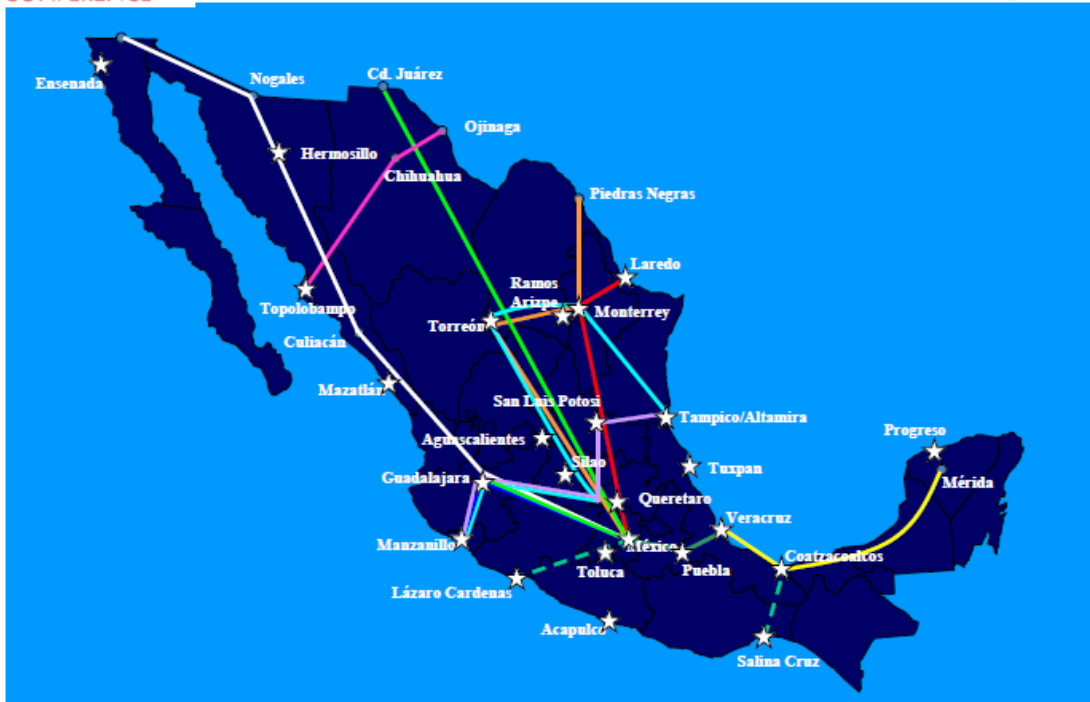 Cd. Juárez
Nogales
Ensenada
Ojinaga
Hermosillo
Chihuahua
Piedras Negras
Laredo
Ramos
Arizpe
Topolobampo
Monterrey
Torreón
Culiacán
Mazatlán
San Luis Potosi
Tampico/Altamira
Aguascalientes
Progreso
Silao
Tuxpan
Guadalajara
Mérida
Queretaro
Veracruz
Manzanillo
México
Coatzacoalcos
Toluca
Puebla
Lázaro Cardenas
Acapulco
Salina Cruz